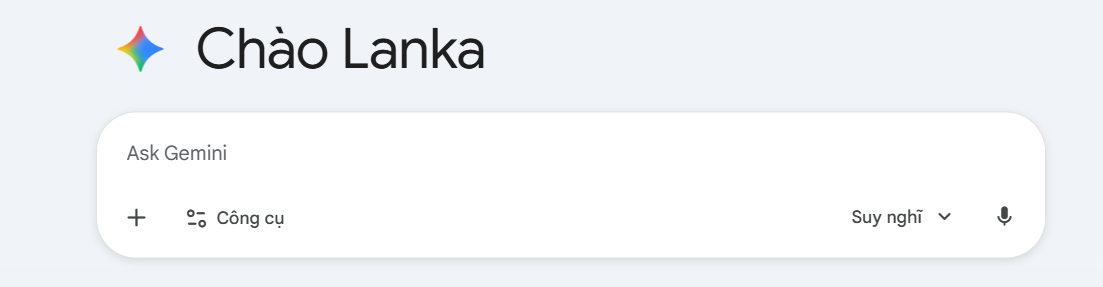 Chào Lanka
Ask Gemini
Công cụ
Suy nghĩ